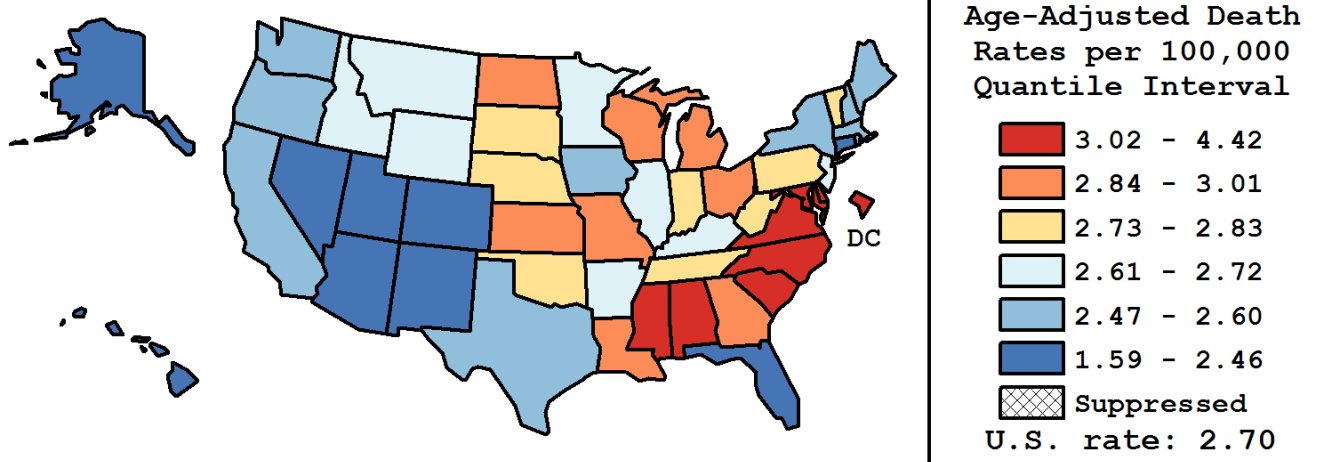 Age-Adjusted Death
Rates per 100,000
Quantile Interval
3.02 - 4.42
2.84 - 3.01
2.73 - 2.83
2.61 - 2.72
2.47 - 2.60
1.59 - 2.46
Suppressed
U.S. rate: 2.70
DC